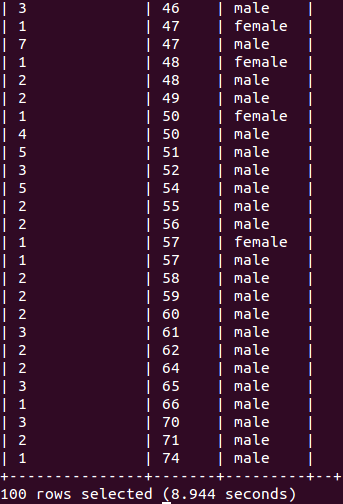 | 3             | 46    | male    |
| 1             | 47    | female  |
| 7             | 47    | male    |
| 1             | 48    | female  |
| 2             | 48    | male    |
| 2             | 49    | male    |
| 1             | 50    | female  |
| 4             | 50    | male    |
| 5             | 51    | male    |
| 3             | 52    | male    |
| 5             | 54    | male    |
| 2             | 55    | male    |
| 2             | 56    | male    |
| 1             | 57    | female  |
| 1             | 57    | male    |
| 2             | 58    | male    |
| 2             | 59    | male    |
| 2             | 60    | male    |
| 3             | 61    | male    |
| 2             | 62    | male    |
| 2             | 64    | male    |
| 3             | 65    | male    |
| 1             | 66    | male    |
| 3             | 70    | male    |
| 2             | 71    | male    |
| 1             | 74    | male    |
+---------------+-------+---------+--+
100 rows selected (8.944 seconds)